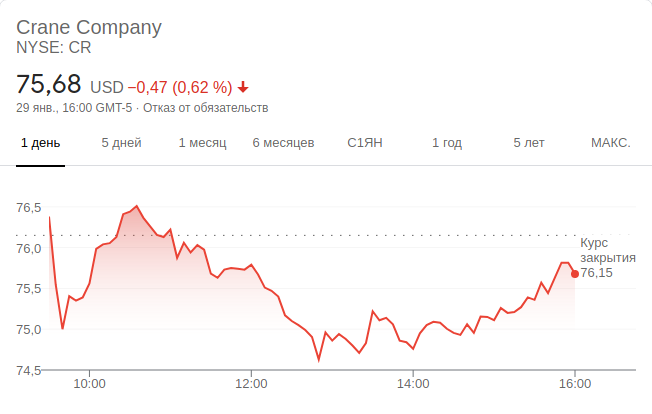 Crane Company
NYSE: CR
75,68 USD −0,47 (0,62 %)
29 янв., 16:00 GMT-5 · Отказ от обязательств
1 день 5 дней 1 месяц 6 месяцев С1ЯН 1 год 5 лет МАКС.
76,5
76,0
75,5
75,0
74,5
Курс
закрытия
76,15
10:00 12:00 14:00 16:00